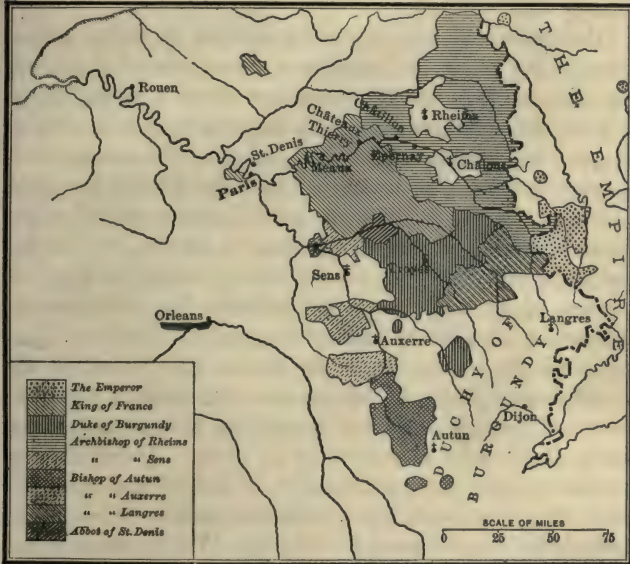 THE EMPIRE
Rouen
Rheims
Châtillon
Château
Thierry
St. Denis
Epernay
Châlons
Meaux
Paris
Troyes
Sens
Orleans
Langres
Auxerre
DUCHY OF
BURGUNDY
Dijon
Autun
The Emperor
King of France
Duke of Burgundy
Archbishop of Rheims
" " Sens
Bishop of Autun
" " Auxerre
" " Langres
Abbot of St. Denis
SCALE OF MILES
0 25 50 75